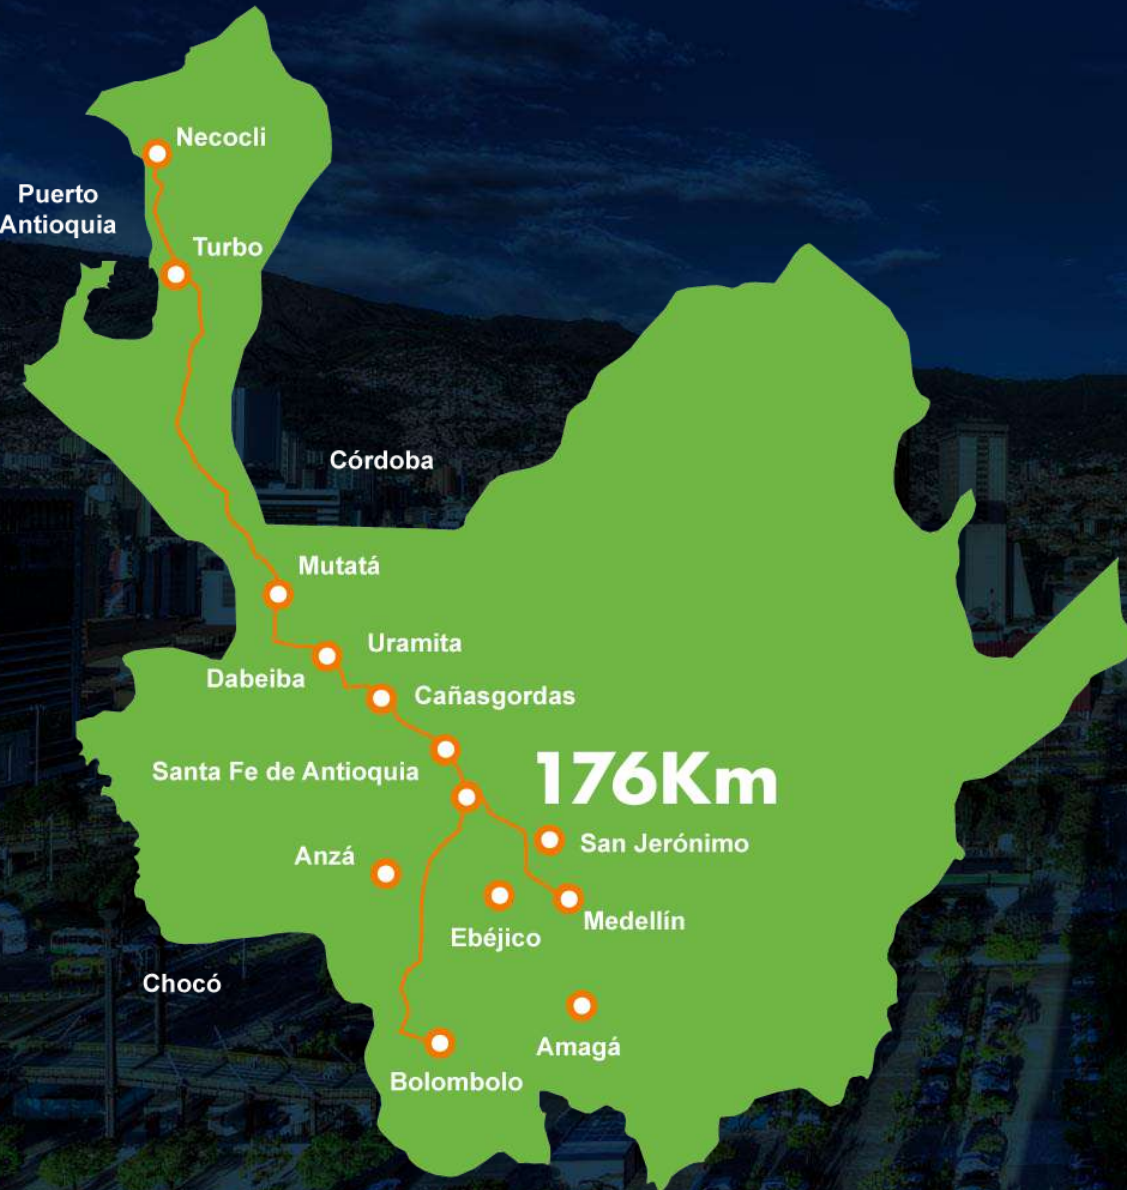 Necocli
Puerto
Antioquia
Turbo
Córdoba
Mutatá
Uramita
Dabeiba
Cañasgordas
Santa Fe de Antioquia
176Km
San Jerónimo
Anzá
Medellín
Ebéjico
Chocó
Amagá
Bolombolo